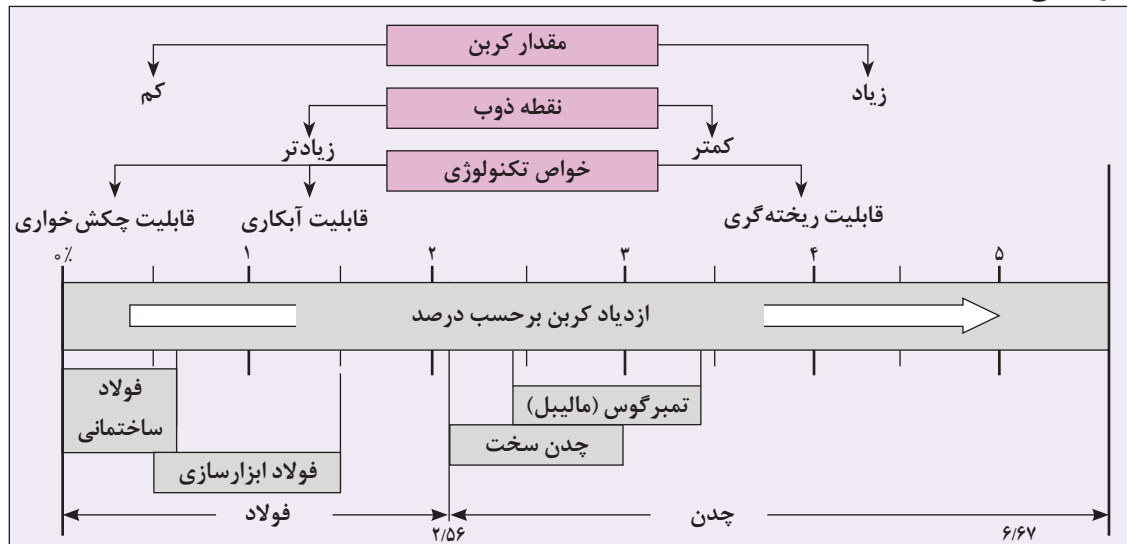 مقدار کربن
کم
زیاد
نقطه ذوب
زیادتر
کمتر
خواص تکنولوژی
قابلیت چکش‌خواری
قابلیت آبکاری
قابلیت ریخته‌گری
۰٪ ۱ ۲ ۳ ۴ ۵
ازدیاد کربن برحسب درصد
فولاد
ساختمانی
تمبرگوس (مالیبل)
چدن سخت
فولاد ابزارسازی
فولاد
چدن
۲/۵۶
۶/۶۷